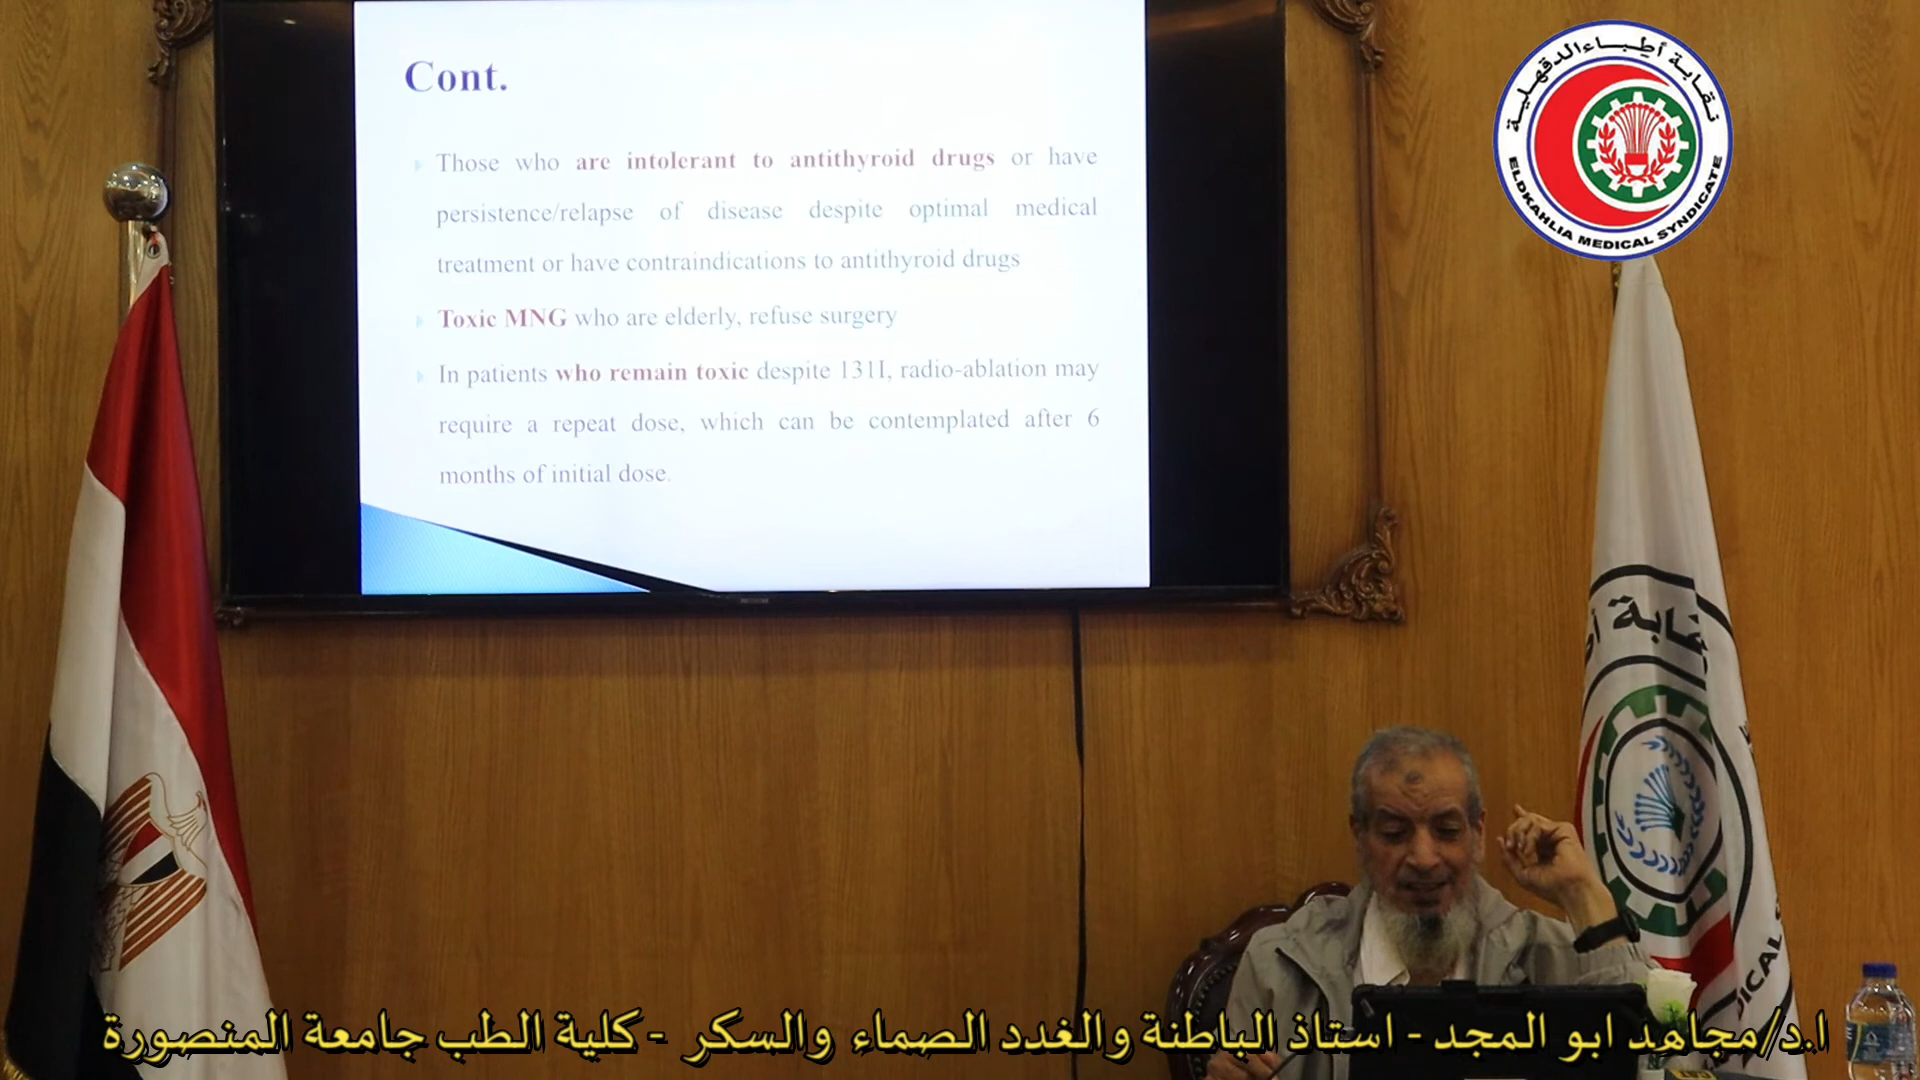 Cont.
Those who are intolerant to antithyroid drugs or have
persistence/relapse of disease despite optimal medical
treatment or have contraindications to antithyroid drugs
Toxic MNG who are elderly, refuse surgery
In patients who remain toxic despite 131I, radio-ablation may
require a repeat dose, which can be contemplated after 6
months of initial dose.
نقابة أطباء الدقهلية
ELDKAHLIA MEDICAL SYNDICATE
نقابة أط
ICAL S
ا.د/مجاهد ابو المجد - استاذ الباطنة والغدد الصماء والسكر - كلية الطب جامعة المنصورة